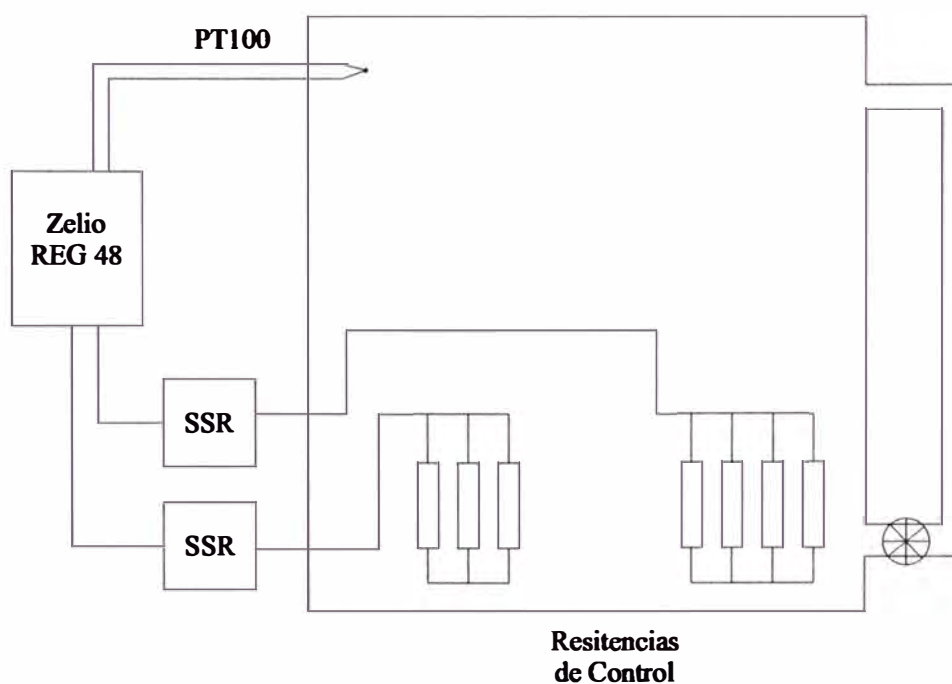 PT100
Zelio
REG 48
SSR
SSR
Resitencias
de Control